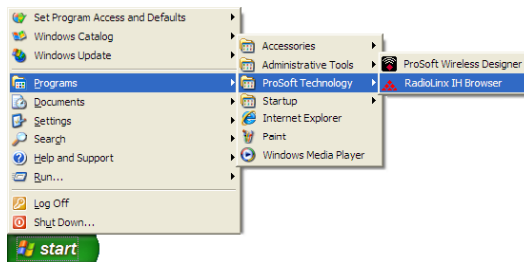 Set Program Access and Defaults
Windows Catalog
Windows Update
Programs
Documents
Settings
Search
Help and Support
Run...
Log Off
Shut Down...
start
Accessories
Administrative Tools
ProSoft Technology
Startup
Internet Explorer
Paint
Windows Media Player
ProSoft Wireless Designer
RadioLinx IH Browser